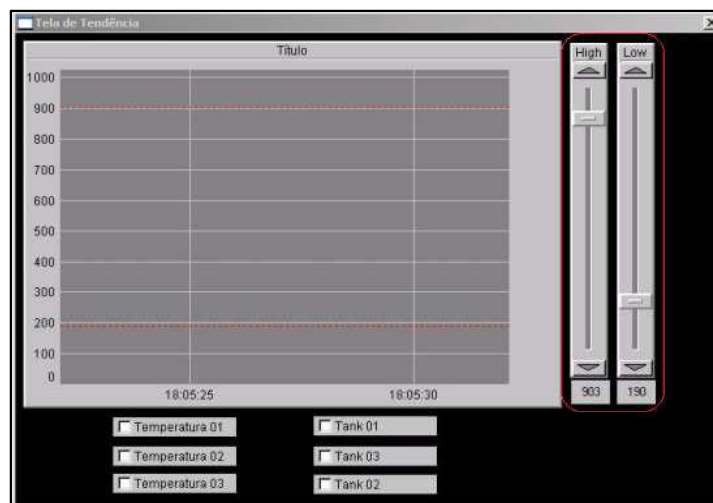 Tela de Tendência
Título
High Low
1000
900
800
700
600
500
400
300
200
100
0
18:05:25 18:05:30
903 190
Temperatura 01 Tank 01
Temperatura 02 Tank 03
Temperatura 03 Tank 02